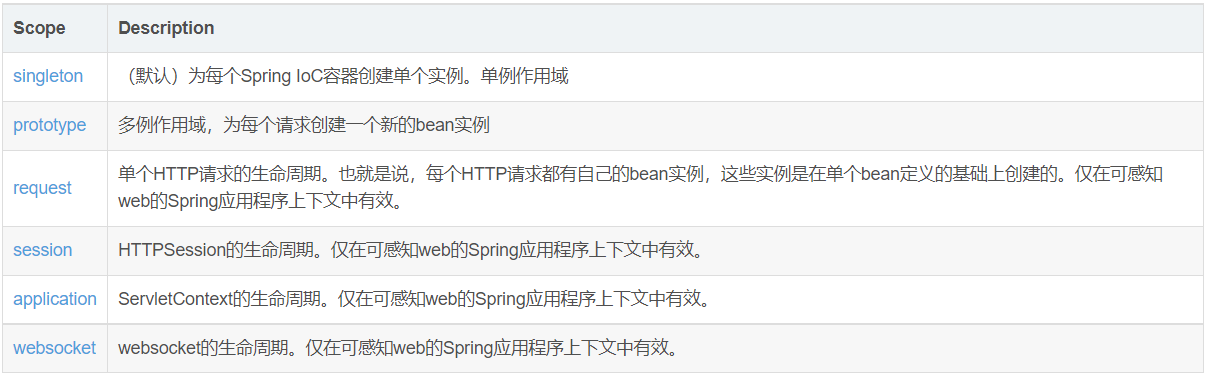 Scope Description
singleton （默认）为每个Spring IoC容器创建单个实例。单例作用域
prototype 多例作用域，为每个请求创建一个新的bean实例
request 单个HTTP请求的生命周期。也就是说，每个HTTP请求都有自己的bean实例，这些实例是在单个bean定义的基础上创建的。仅在可感知
web的Spring应用程序上下文中有效。
session HTTPSession的生命周期。仅在可感知web的Spring应用程序上下文中有效。
application ServletContext的生命周期。仅在可感知web的Spring应用程序上下文中有效。
websocket websocket的生命周期。仅在可感知web的Spring应用程序上下文中有效。